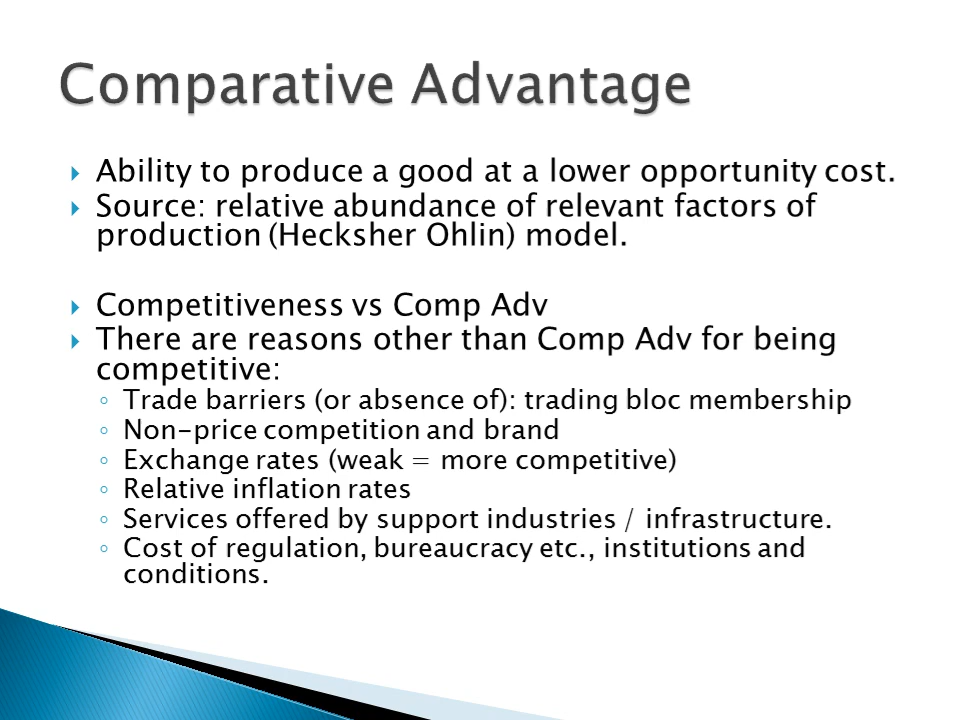 Comparative Advantage
Ability to produce a good at a lower opportunity cost.
Source: relative abundance of relevant factors of
production (Hecksher Ohlin) model.
Competitiveness vs Comp Adv
There are reasons other than Comp Adv for being
competitive:
Trade barriers (or absence of): trading bloc membership
Non-price competition and brand
Exchange rates (weak = more competitive)
Relative inflation rates
Services offered by support industries / infrastructure.
Cost of regulation, bureaucracy etc., institutions and
conditions.